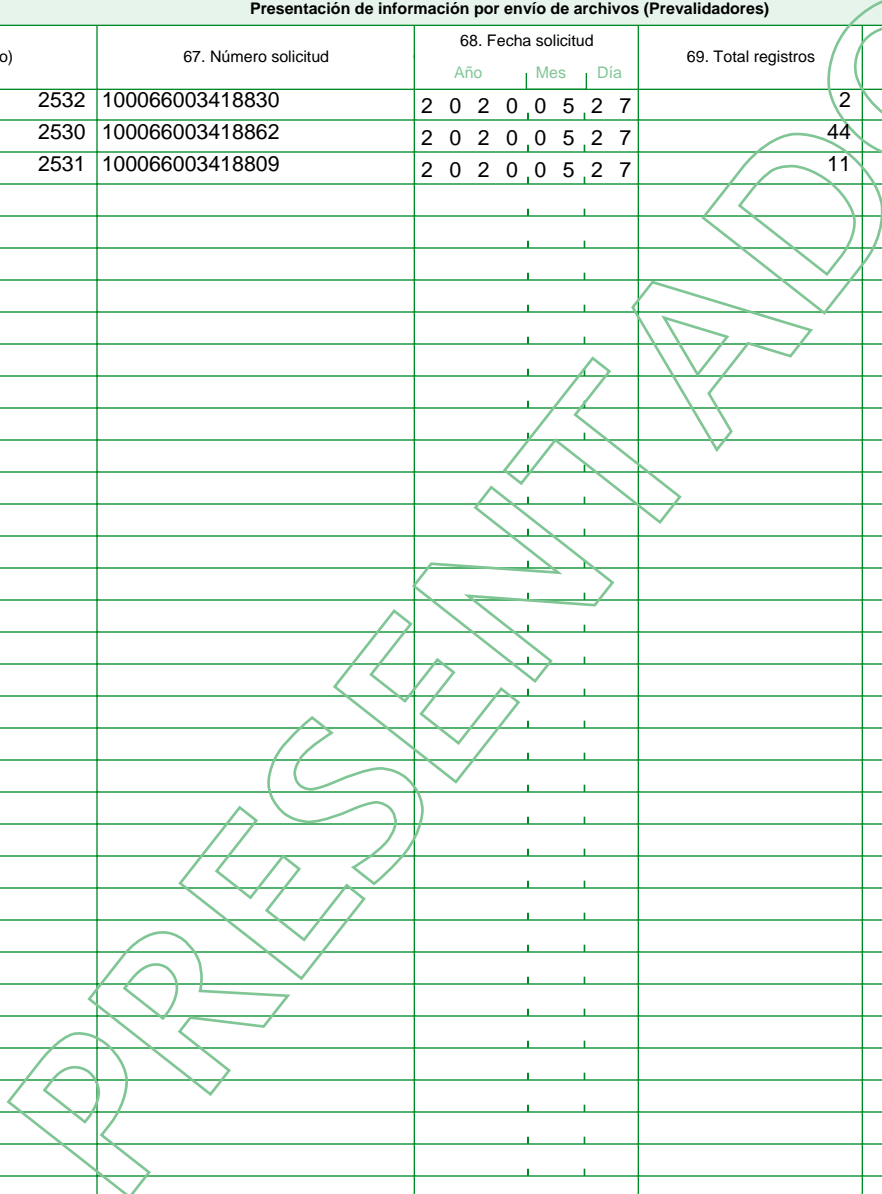 Presentación de información por envío de archivos (Prevalidadores)
o) 67. Número solicitud 68. Fecha solicitud 69. Total registros
Año Mes Día
2532 100066003418830 2 0 2 0 0 5 2 7 2
2530 100066003418862 2 0 2 0 0 5 2 7 44
2531 100066003418809 2 0 2 0 0 5 2 7 11
PRESENTADO